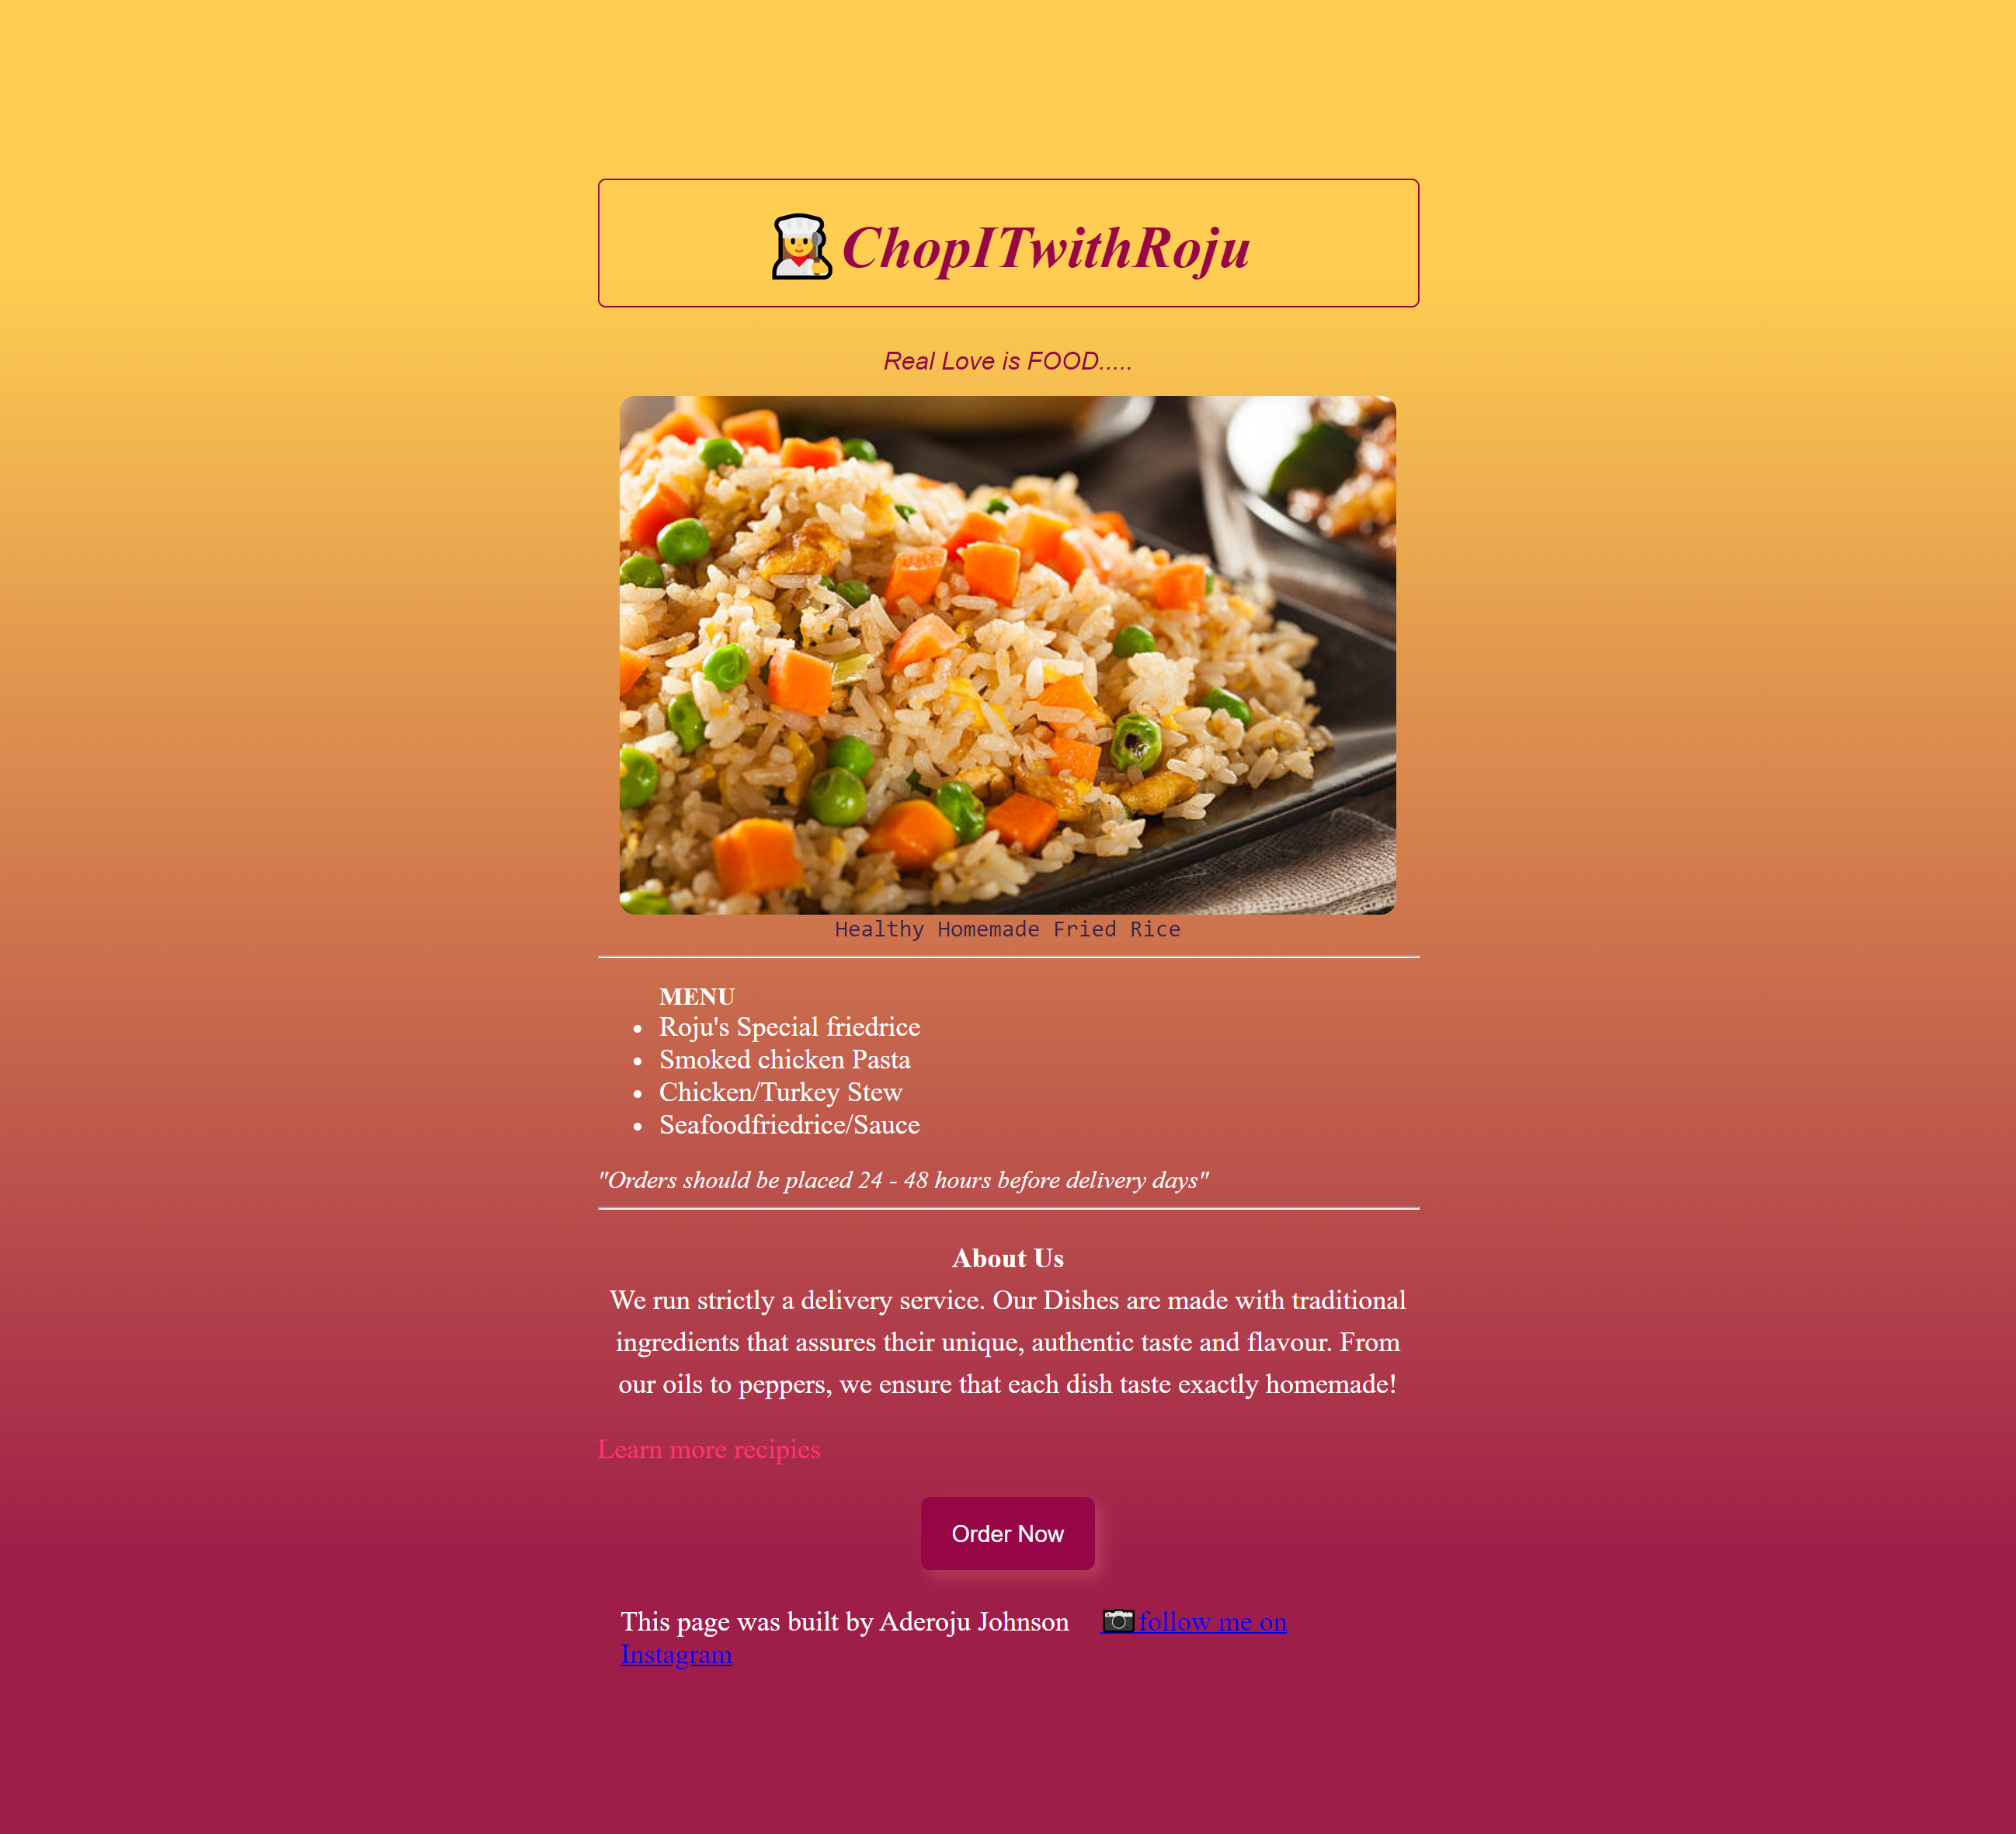 ChopITwithRoju
Real Love is FOOD.....
Healthy Homemade Fried Rice
MENU
Roju's Special friedrice
Smoked chicken Pasta
Chicken/Turkey Stew
Seafoodfriedrice/Sauce
"Orders should be placed 24 - 48 hours before delivery days"
About Us
We run strictly a delivery service. Our Dishes are made with traditional
ingredients that assures their unique, authentic taste and flavour. From
our oils to peppers, we ensure that each dish taste exactly homemade!
Learn more recipies
Order Now
This page was built by Aderoju Johnson 📷follow me on
Instagram